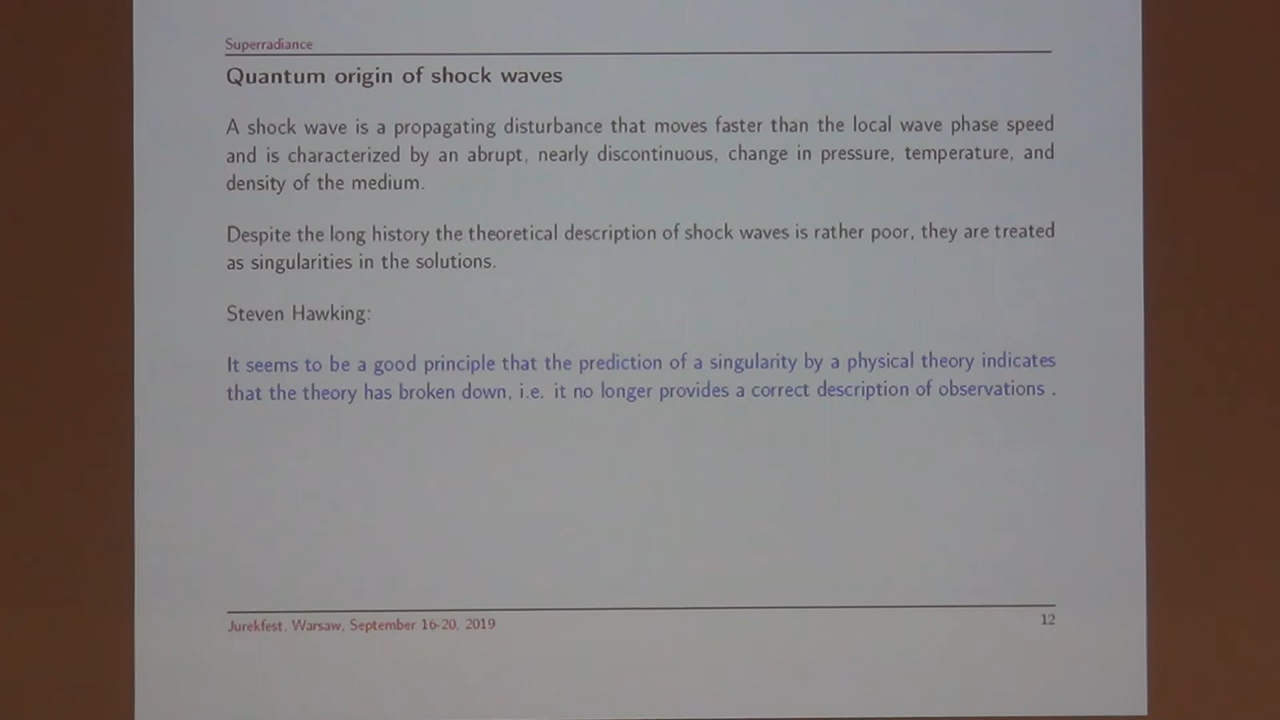 Superradiance
Quantum origin of shock waves
A shock wave is a propagating disturbance that moves faster than the local wave phase speed
and is characterized by an abrupt, nearly discontinuous, change in pressure, temperature, and
density of the medium.
Despite the long history the theoretical description of shock waves is rather poor, they are treated
as singularities in the solutions.
Steven Hawking:
It seems to be a good principle that the prediction of a singularity by a physical theory indicates
that the theory has broken down, i.e. it no longer provides a correct description of observations .
Jurekfest, Warsaw, September 16-20, 2019
12